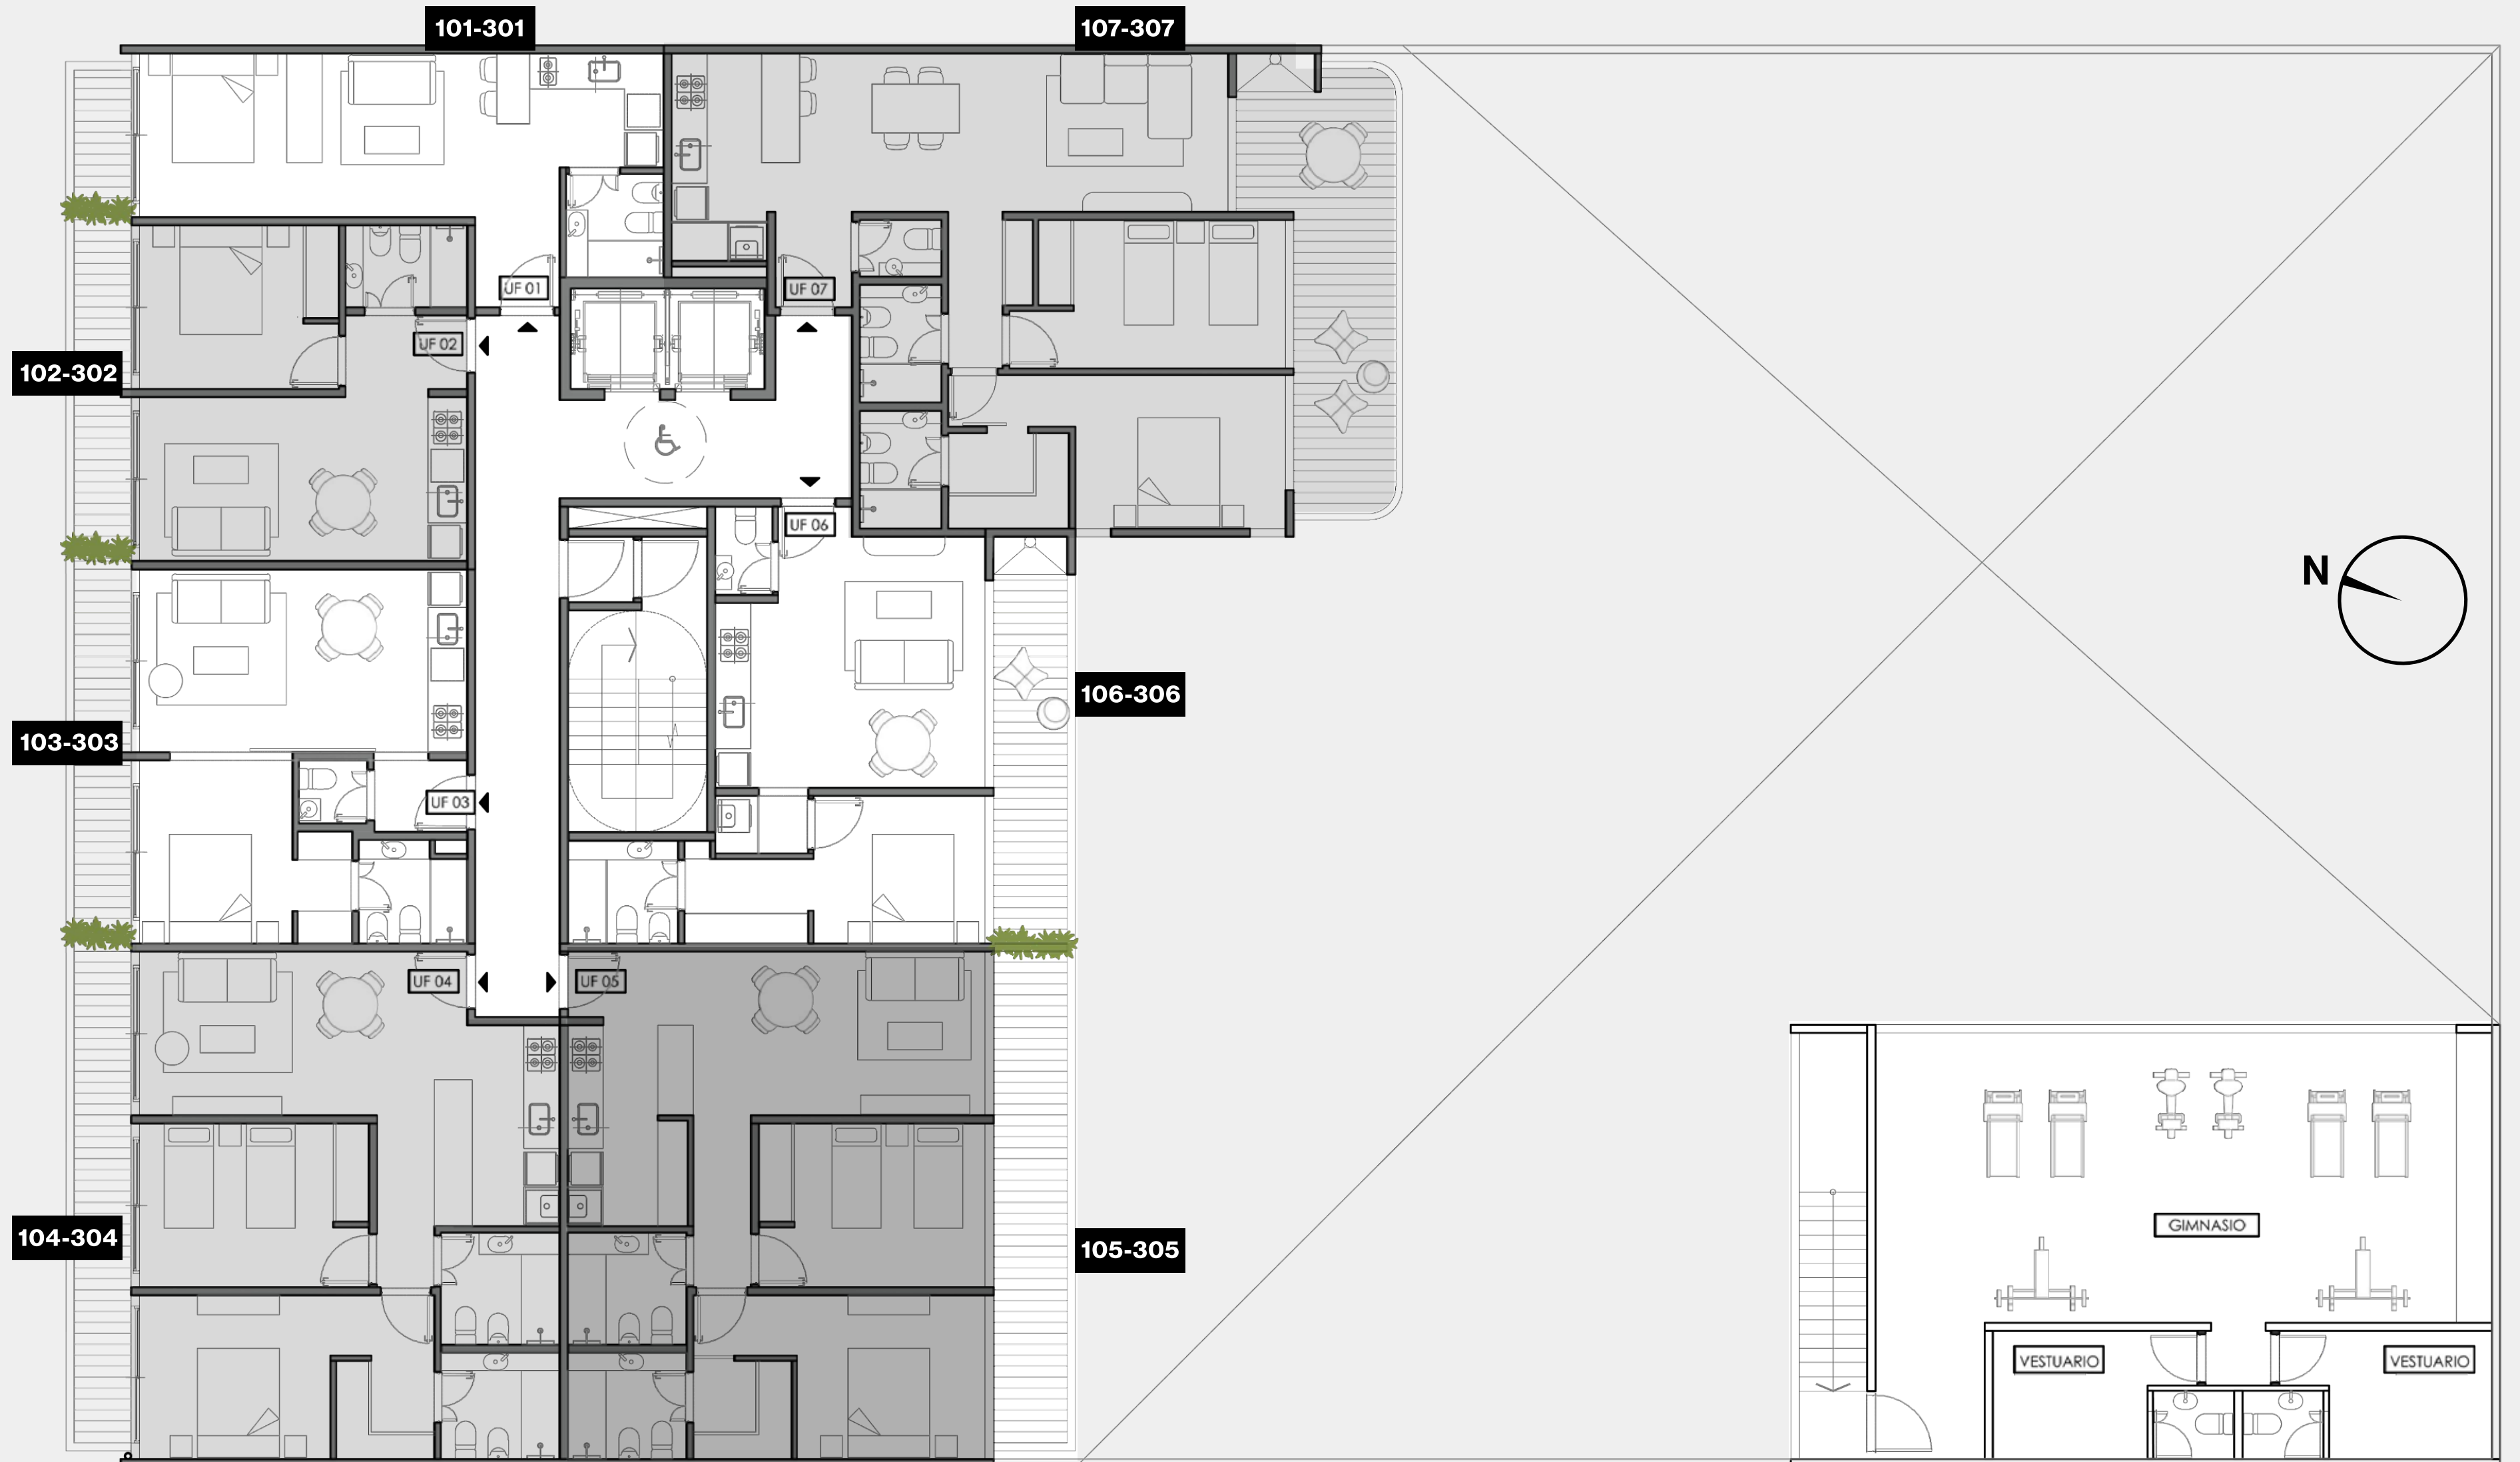 101-301
107-307
UF 01
UF 07
UF 02
102-302
UF 06
N
106-306
103-303
UF 03
UF 04
UF 05
GIMNASIO
104-304
105-305
VESTUARIO
VESTUARIO